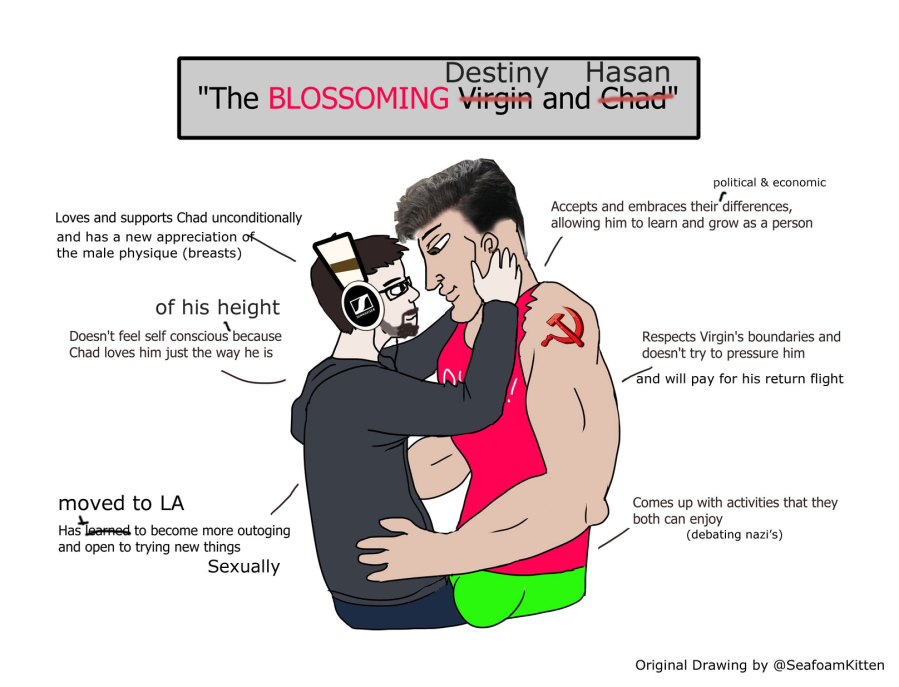 Destiny Hasan
"The BLOSSOMING Virgin and Chad"
political & economic
Accepts and embraces their differences,
allowing him to learn and grow as a person
Loves and supports Chad unconditionally
and has a new appreciation of
the male physique (breasts)
of his height
Doesn't feel self conscious because
Chad loves him just the way he is
Respects Virgin's boundaries and
doesn't try to pressure him
and will pay for his return flight
moved to LA
Has learned to become more outoging
and open to trying new things
Sexually
Comes up with activities that they
both can enjoy
(debating nazi's)
Original Drawing by @SeafoamKitten